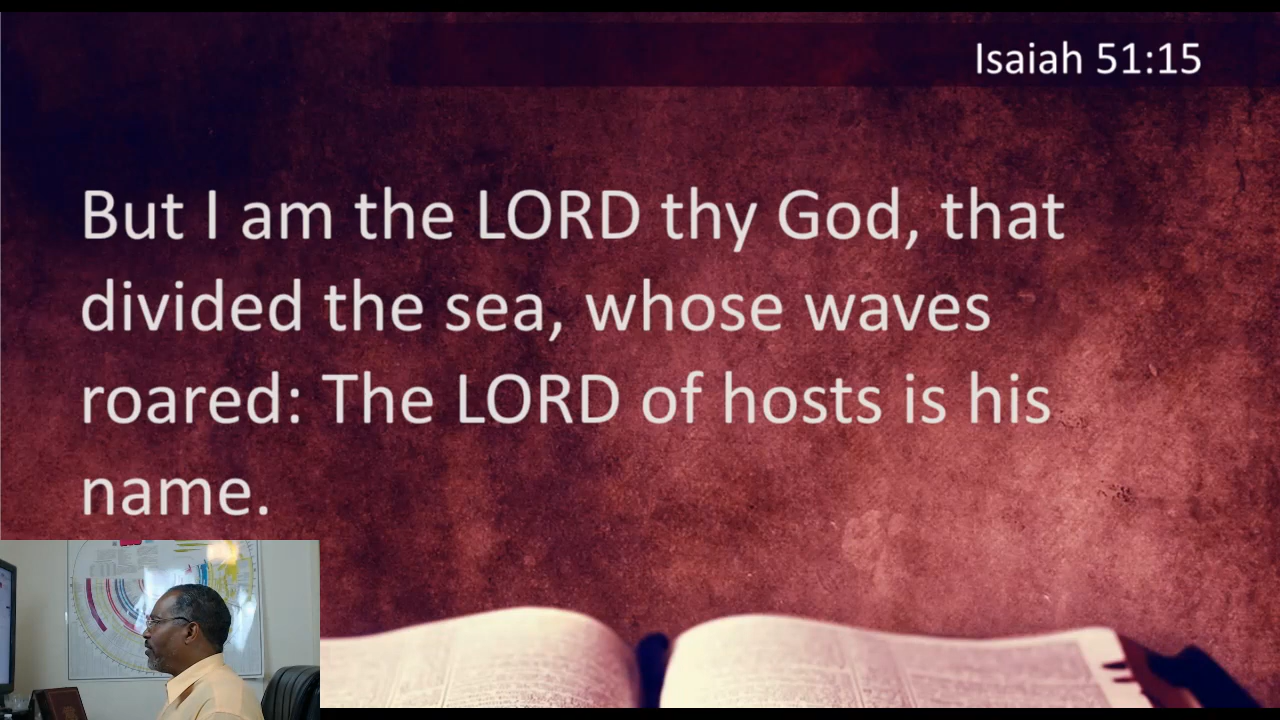 Isaiah 51:15
But I am the LORD thy God, that
divided the sea, whose waves
roared: The LORD of hosts is his
name.